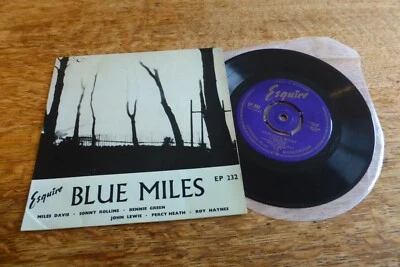 Esquire
BLUE MILES
EP 232
MILES DAVIS · SONNY ROLLINS · BENNIE GREEN
JOHN LEWIS · PERCY HEATH · ROY HAYNES
Esquire